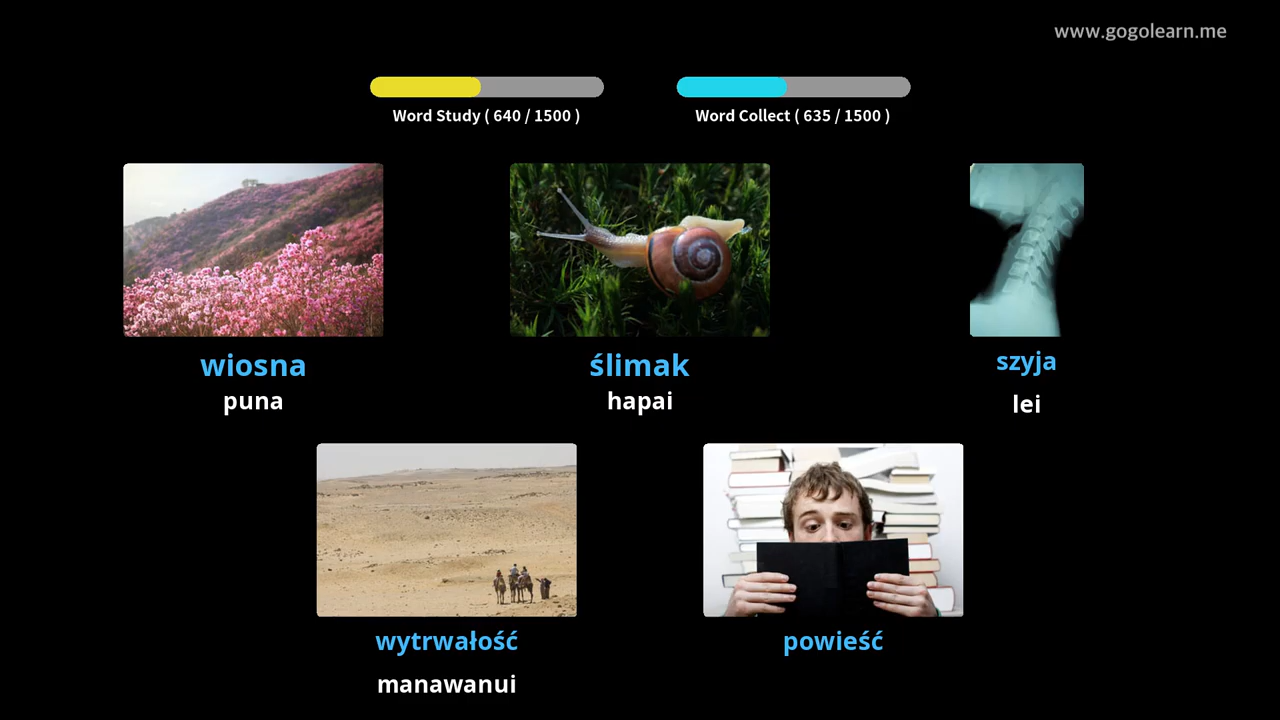 www.gogolearn.me
Word Study ( 640 / 1500 )
Word Collect ( 635 / 1500 )
wiosna
puna
ślimak
hapai
szyja
lei
wytrwałość
manawanui
powieść